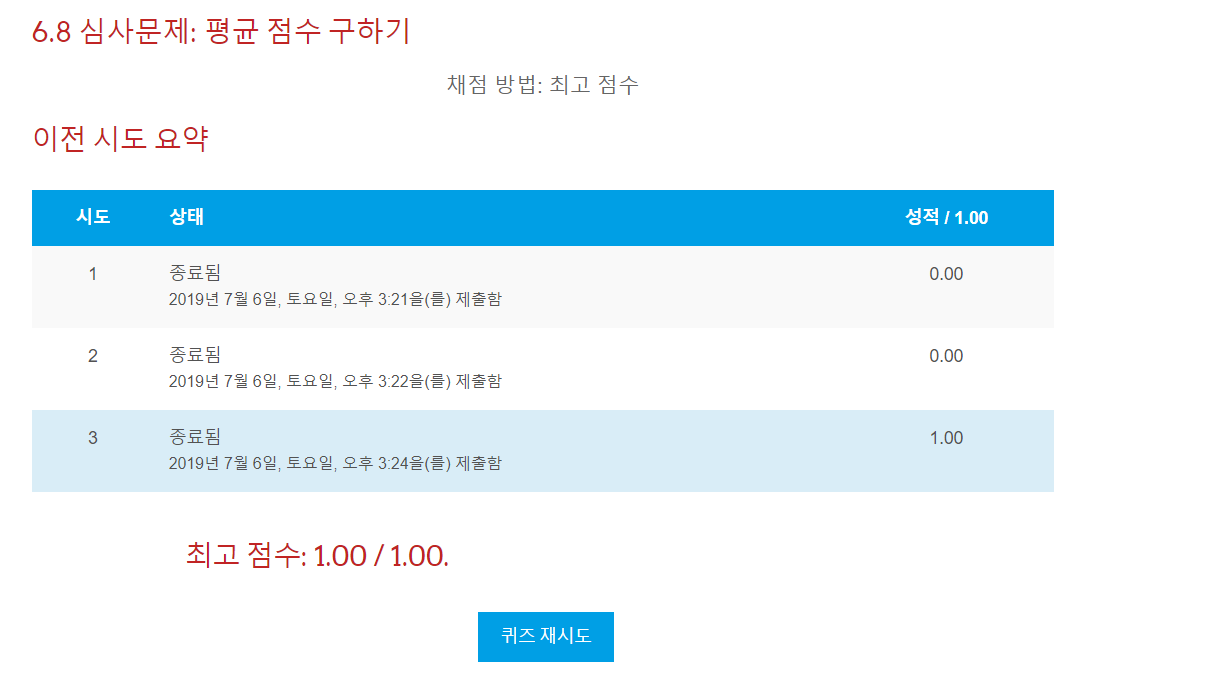 6.8 심사문제: 평균 점수 구하기
채점 방법: 최고 점수
이전 시도 요약
시도 상태 성적 / 1.00
1 종료됨 0.00
2019년 7월 6일, 토요일, 오후 3:21을(를) 제출함
2 종료됨 0.00
2019년 7월 6일, 토요일, 오후 3:22을(를) 제출함
3 종료됨 1.00
2019년 7월 6일, 토요일, 오후 3:24을(를) 제출함
최고 점수: 1.00 / 1.00.
퀴즈 재시도